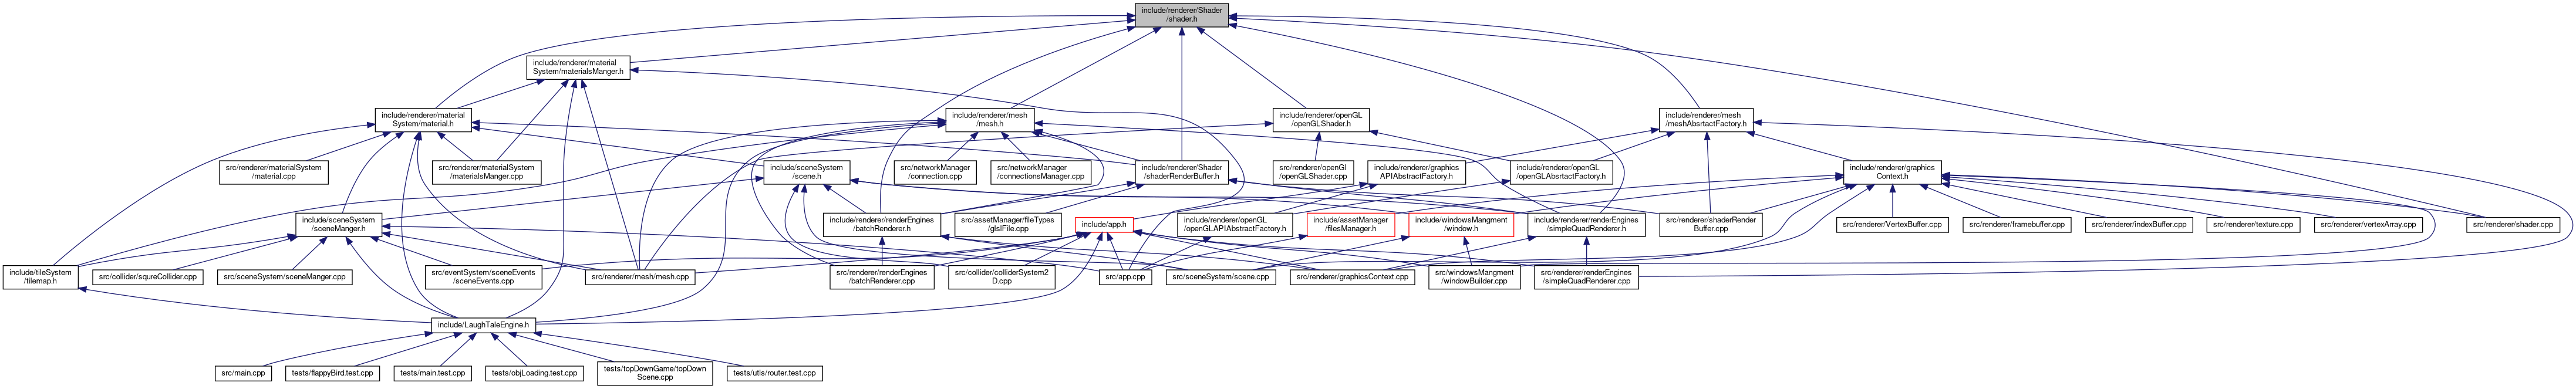 include/renderer/Shader
/shader.h
include/renderer/material
System/materialsManger.h
include/renderer/material
System/material.h
include/renderer/mesh
/mesh.h
include/renderer/openGL
/openGLShader.h
include/renderer/mesh
/meshAbsrtactFactory.h
src/renderer/materialSystem
/material.cpp
src/renderer/materialSystem
/materialsManger.cpp
include/sceneSystem
/scene.h
src/networkManager
/connection.cpp
src/networkManager
/connectionsManager.cpp
include/renderer/Shader
/shaderRenderBuffer.h
src/renderer/openGl
/openGLShader.cpp
include/renderer/graphics
APIAbstractFactory.h
include/renderer/openGL
/openGLAbsrtactFactory.h
include/renderer/graphics
Context.h
include/sceneSystem
/sceneManger.h
include/renderer/renderEngines
/batchRenderer.h
src/assetManager/fileTypes
/glslFile.cpp
include/app.h
include/renderer/openGL
/openGLAPIAbstractFactory.h
include/assetManager
/filesManager.h
include/windowsMangment
/window.h
include/renderer/renderEngines
/simpleQuadRenderer.h
src/renderer/shaderRender
Buffer.cpp
src/renderer/VertexBuffer.cpp
src/renderer/framebuffer.cpp
src/renderer/indexBuffer.cpp
src/renderer/texture.cpp
src/renderer/vertexArray.cpp
src/renderer/shader.cpp
include/tileSystem
/tilemap.h
src/collider/squreCollider.cpp
src/sceneSystem/sceneManger.cpp
src/eventSystem/sceneEvents
/sceneEvents.cpp
src/renderer/mesh/mesh.cpp
src/renderer/renderEngines
/batchRenderer.cpp
src/collider/colliderSystem2
D.cpp
src/app.cpp
src/sceneSystem/scene.cpp
src/renderer/graphicsContext.cpp
src/windowsMangment
/windowBuilder.cpp
src/renderer/renderEngines
/simpleQuadRenderer.cpp
include/LaughTaleEngine.h
src/main.cpp
tests/flappyBird.test.cpp
tests/main.test.cpp
tests/objLoading.test.cpp
tests/topDownGame/topDown
Scene.cpp
tests/utls/router.test.cpp